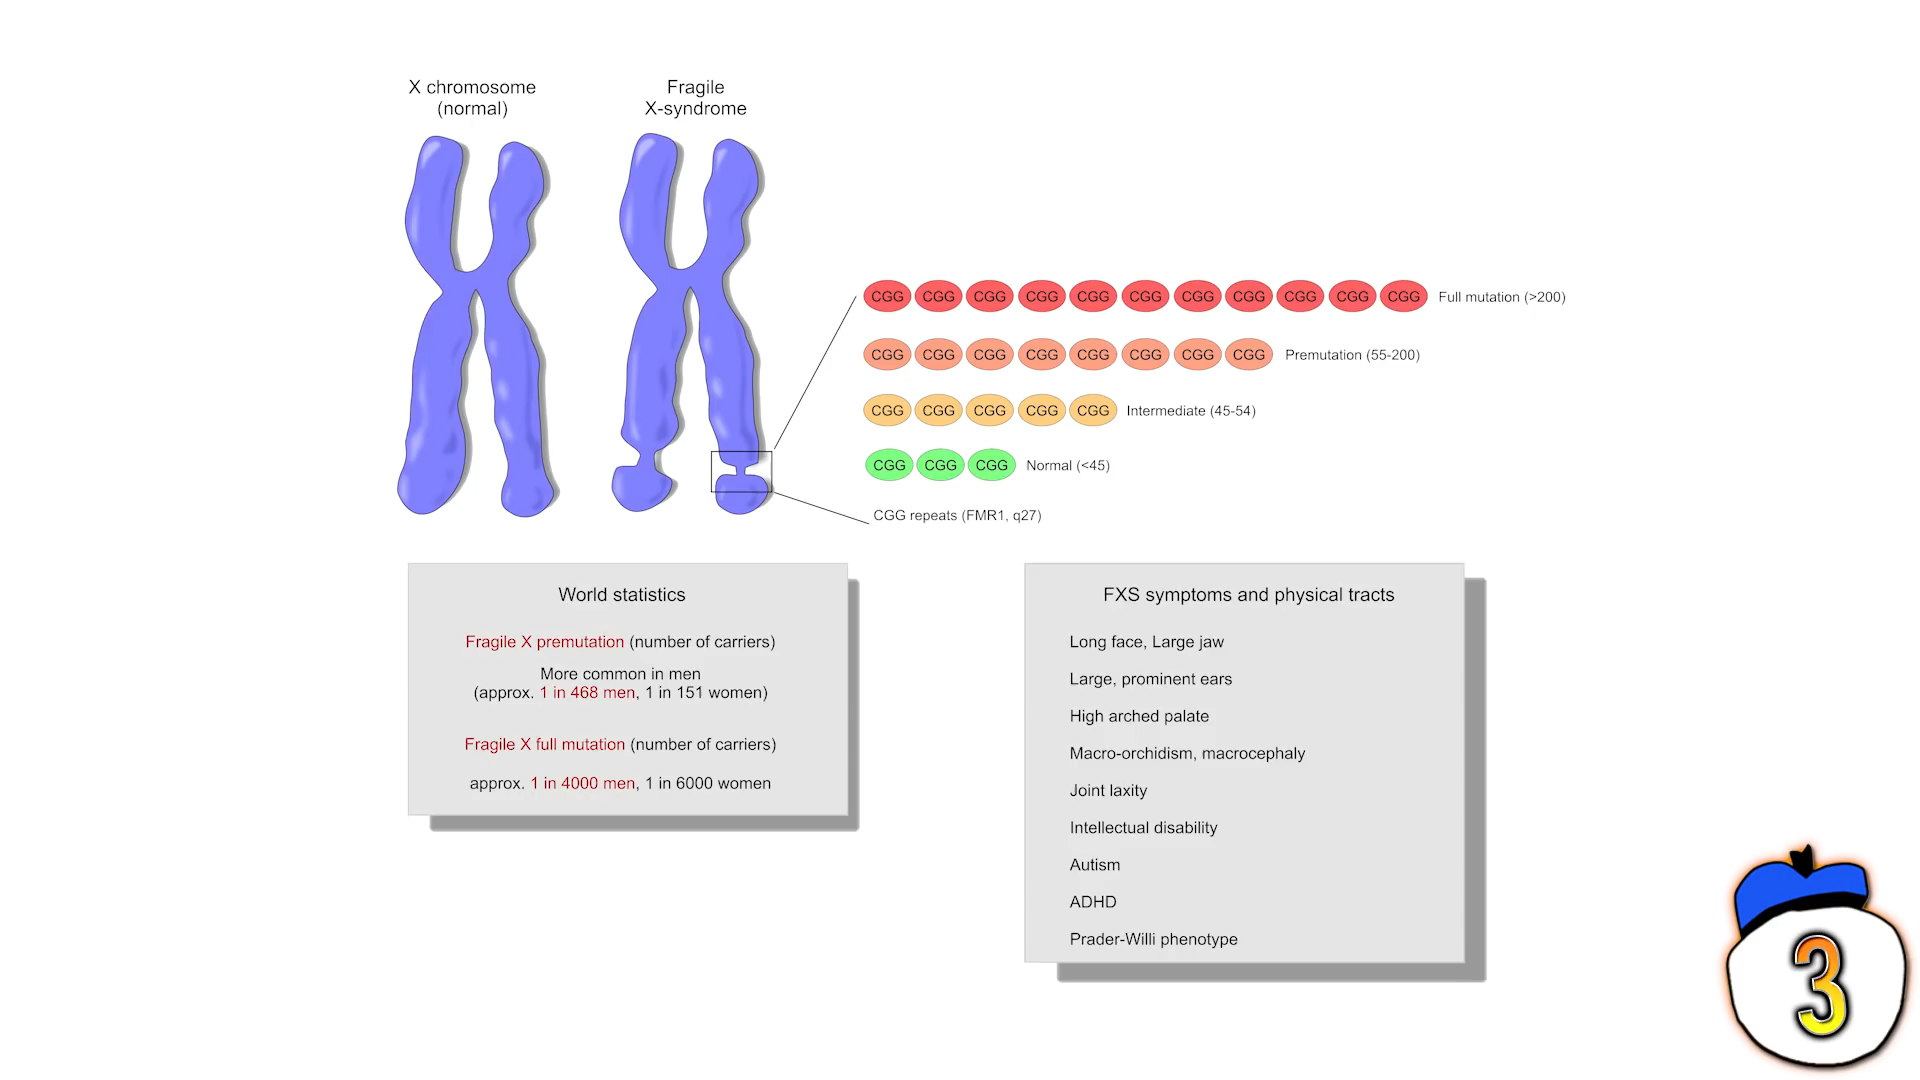 X chromosome
(normal)
Fragile
X-syndrome
CGG CGG CGG CGG CGG CGG CGG CGG CGG CGG CGG Full mutation (>200)
CGG CGG CGG CGG CGG CGG CGG CGG Premutation (55-200)
CGG CGG CGG CGG CGG Intermediate (45-54)
CGG CGG CGG Normal (<45)
CGG repeats (FMR1, q27)
World statistics
Fragile X premutation (number of carriers)
More common in men
(approx. 1 in 468 men, 1 in 151 women)
Fragile X full mutation (number of carriers)
approx. 1 in 4000 men, 1 in 6000 women
FXS symptoms and physical tracts
Long face, Large jaw
Large, prominent ears
High arched palate
Macro-orchidism, macrocephaly
Joint laxity
Intellectual disability
Autism
ADHD
Prader-Willi phenotype
3